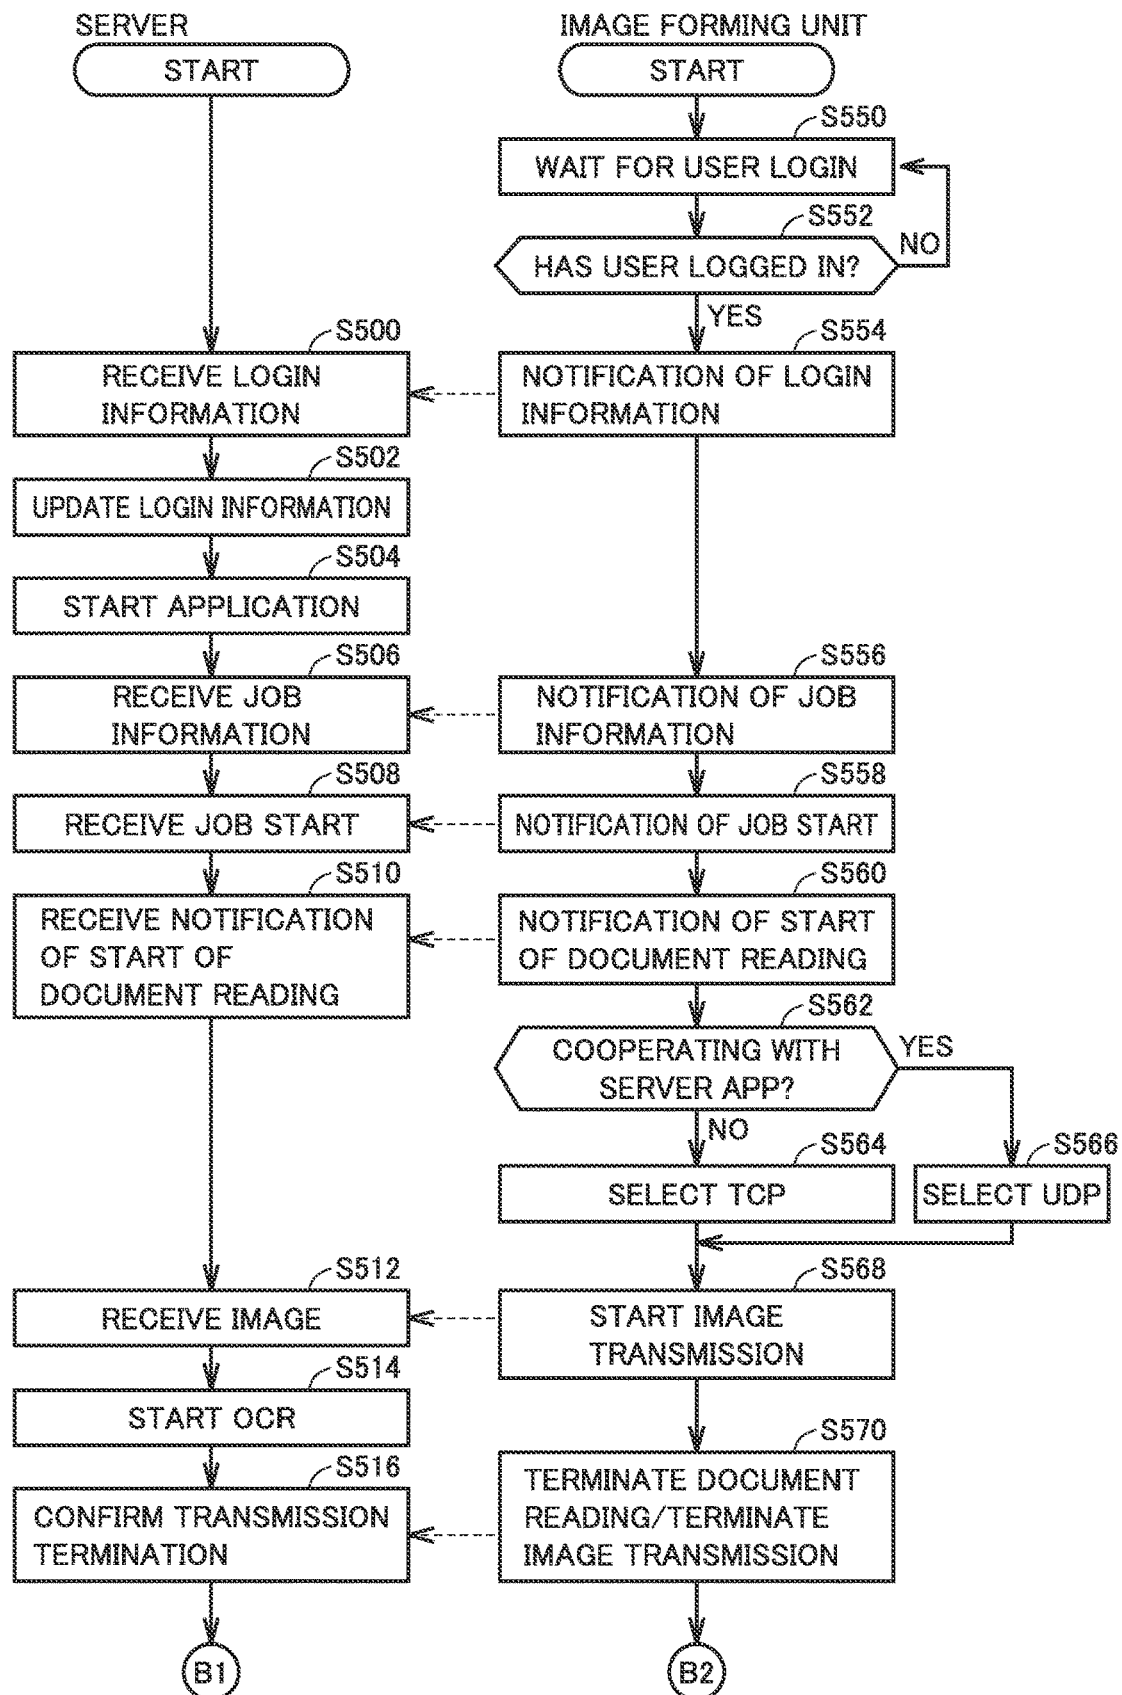 SERVER
START
S500
RECEIVE LOGIN
INFORMATION
S502
UPDATE LOGIN INFORMATION
S504
START APPLICATION
S506
RECEIVE JOB
INFORMATION
S508
RECEIVE JOB START
S510
RECEIVE NOTIFICATION
OF START OF
DOCUMENT READING
S512
RECEIVE IMAGE
S514
START OCR
S516
CONFIRM TRANSMISSION
TERMINATION
B1
IMAGE FORMING UNIT
START
S550
WAIT FOR USER LOGIN
S552
HAS USER LOGGED IN?
NO
YES
S554
NOTIFICATION OF LOGIN
INFORMATION
S556
NOTIFICATION OF JOB
INFORMATION
S558
NOTIFICATION OF JOB START
S560
NOTIFICATION OF START
OF DOCUMENT READING
S562
COOPERATING WITH
SERVER APP?
YES
NO
S564
SELECT TCP
S566
SELECT UDP
S568
START IMAGE
TRANSMISSION
S570
TERMINATE DOCUMENT
READING/TERMINATE
IMAGE TRANSMISSION
B2